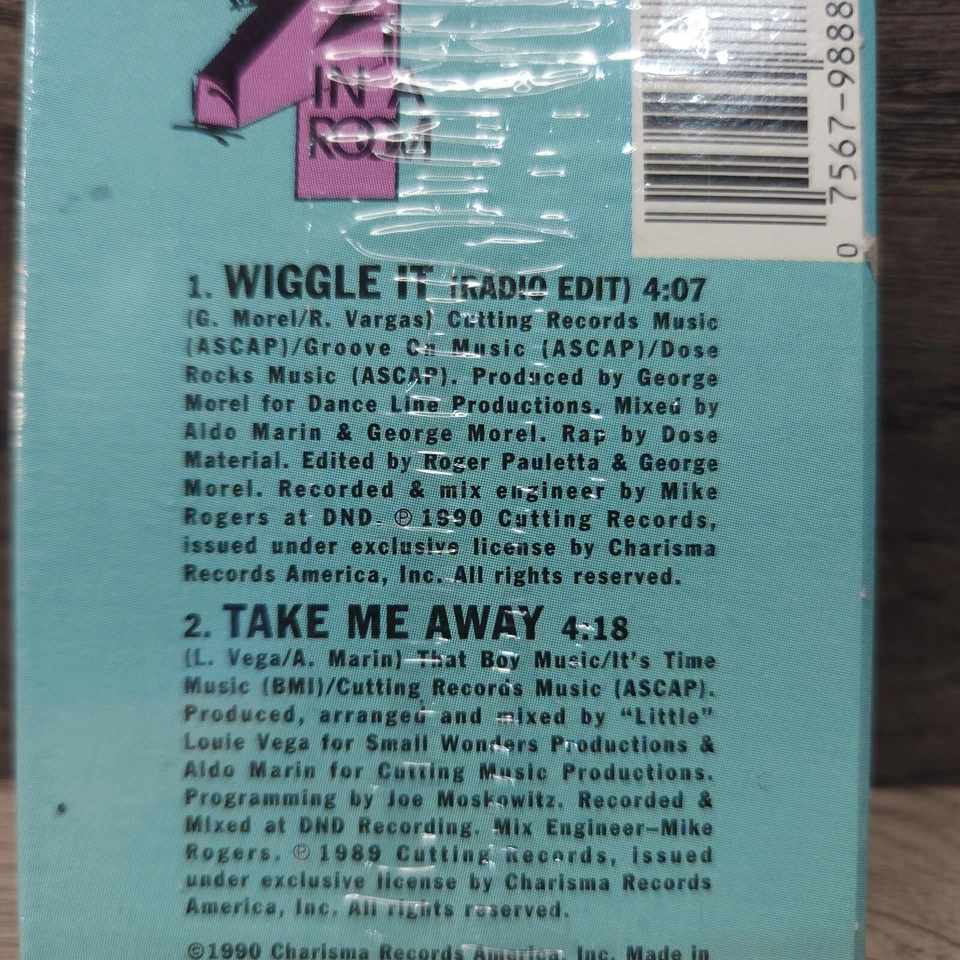 IN A
ROOM
0 7567-9888
1. WIGGLE IT (RADIO EDIT) 4:07
(G. Morel/R. Vargas) Cutting Records Music
(ASCAP)/Groove On Music (ASCAP)/Dose
Rocks Music (ASCAP). Produced by George
Morel for Dance Line Productions. Mixed by
Aldo Marin & George Morel. Rap by Dose
Material. Edited by Roger Pauletta & George
Morel. Recorded & mix engineer by Mike
Rogers at DND. ℗ 1990 Cutting Records,
issued under exclusive license by Charisma
Records America, Inc. All rights reserved.
2. TAKE ME AWAY 4:18
(L. Vega/A. Marin) That Boy Music/It's Time
Music (BMI)/Cutting Records Music (ASCAP).
Produced, arranged and mixed by “Little”
Louie Vega for Small Wonders Productions &
Aldo Marin for Cutting Music Productions.
Programming by Joe Moskowitz. Recorded &
Mixed at DND Recording. Mix Engineer–Mike
Rogers. ℗ 1989 Cutting Records, issued
under exclusive license by Charisma Records
America, Inc. All rights reserved.
©1990 Charisma Records America, Inc. Made in